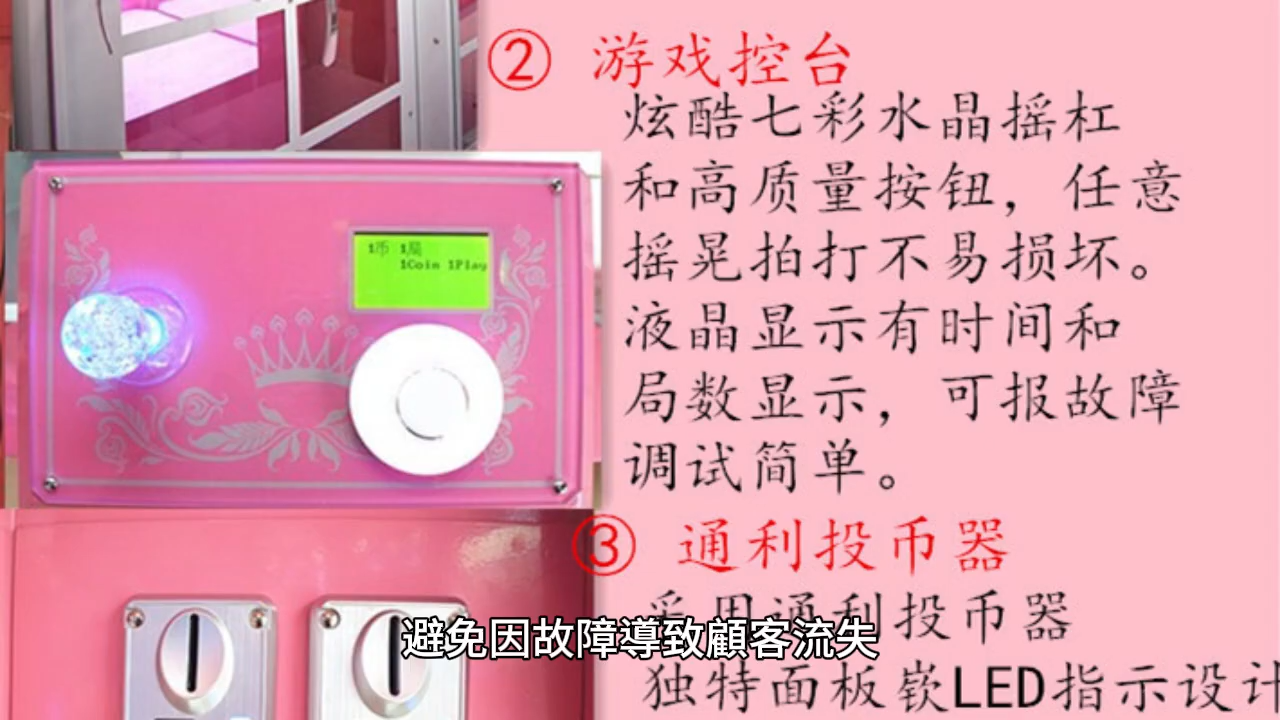 ② 游戏控台
炫酷七彩水晶摇杠
和高质量按钮，任意
摇晃拍打不易损坏。
液晶显示有时间和
局数显示，可报故障
调试简单。
1币 1局
1Coin 1Play
③ 通利投币器
采用通利投币器
独特面板嵌LED指示设计
避免因故障導致顧客流失